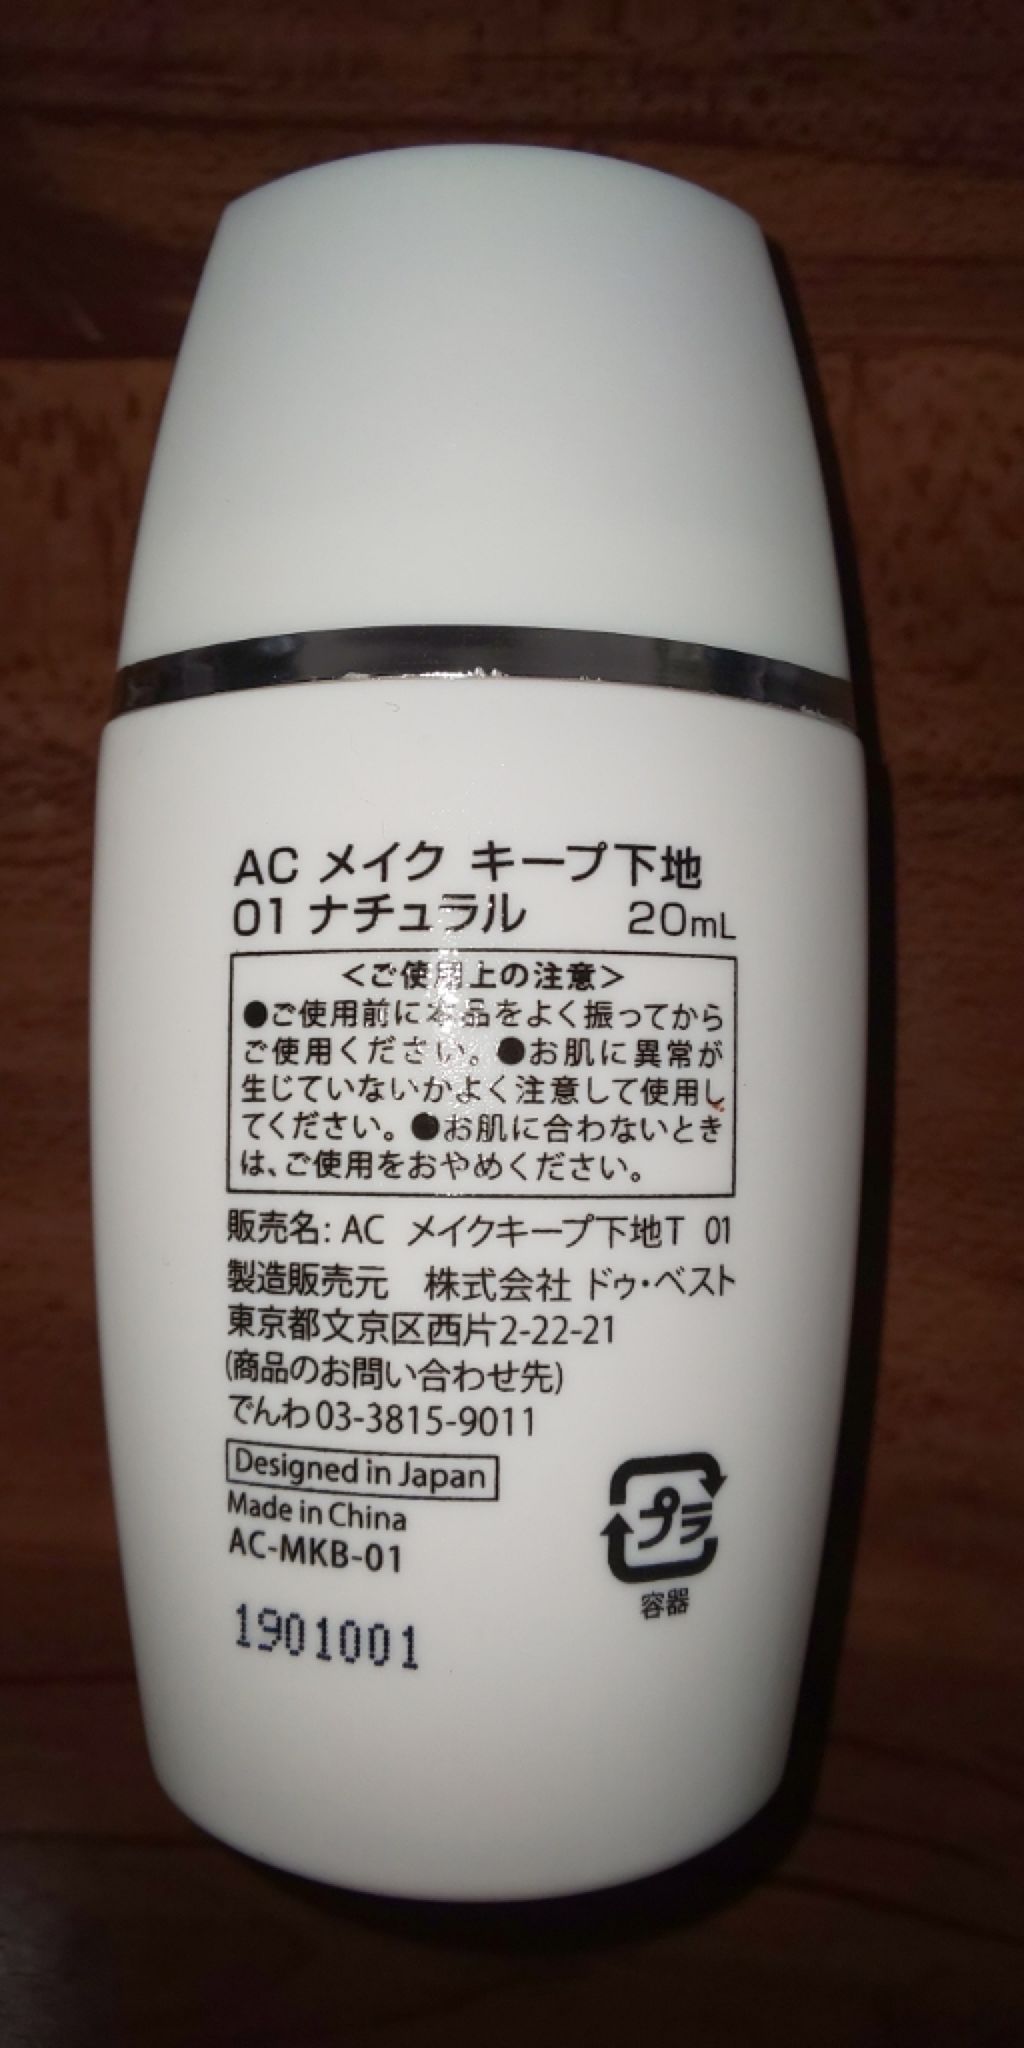 AC メイク キープ下地
01 ナチュラル 20mL
<ご使用上の注意>
●ご使用前に本品をよく振ってから
ご使用ください。●お肌に異常が
生じていないかよく注意して使用し
てください。●お肌に合わないとき
は、ご使用をおやめください。
販売名: AC メイクキープ下地T 01
製造販売元 株式会社 ドゥ・ベスト
東京都文京区西片2-22-21
(商品のお問い合わせ先)
でんわ03-3815-9011
Designed in Japan
Made in China
AC-MKB-01
プラ
容器
1901001